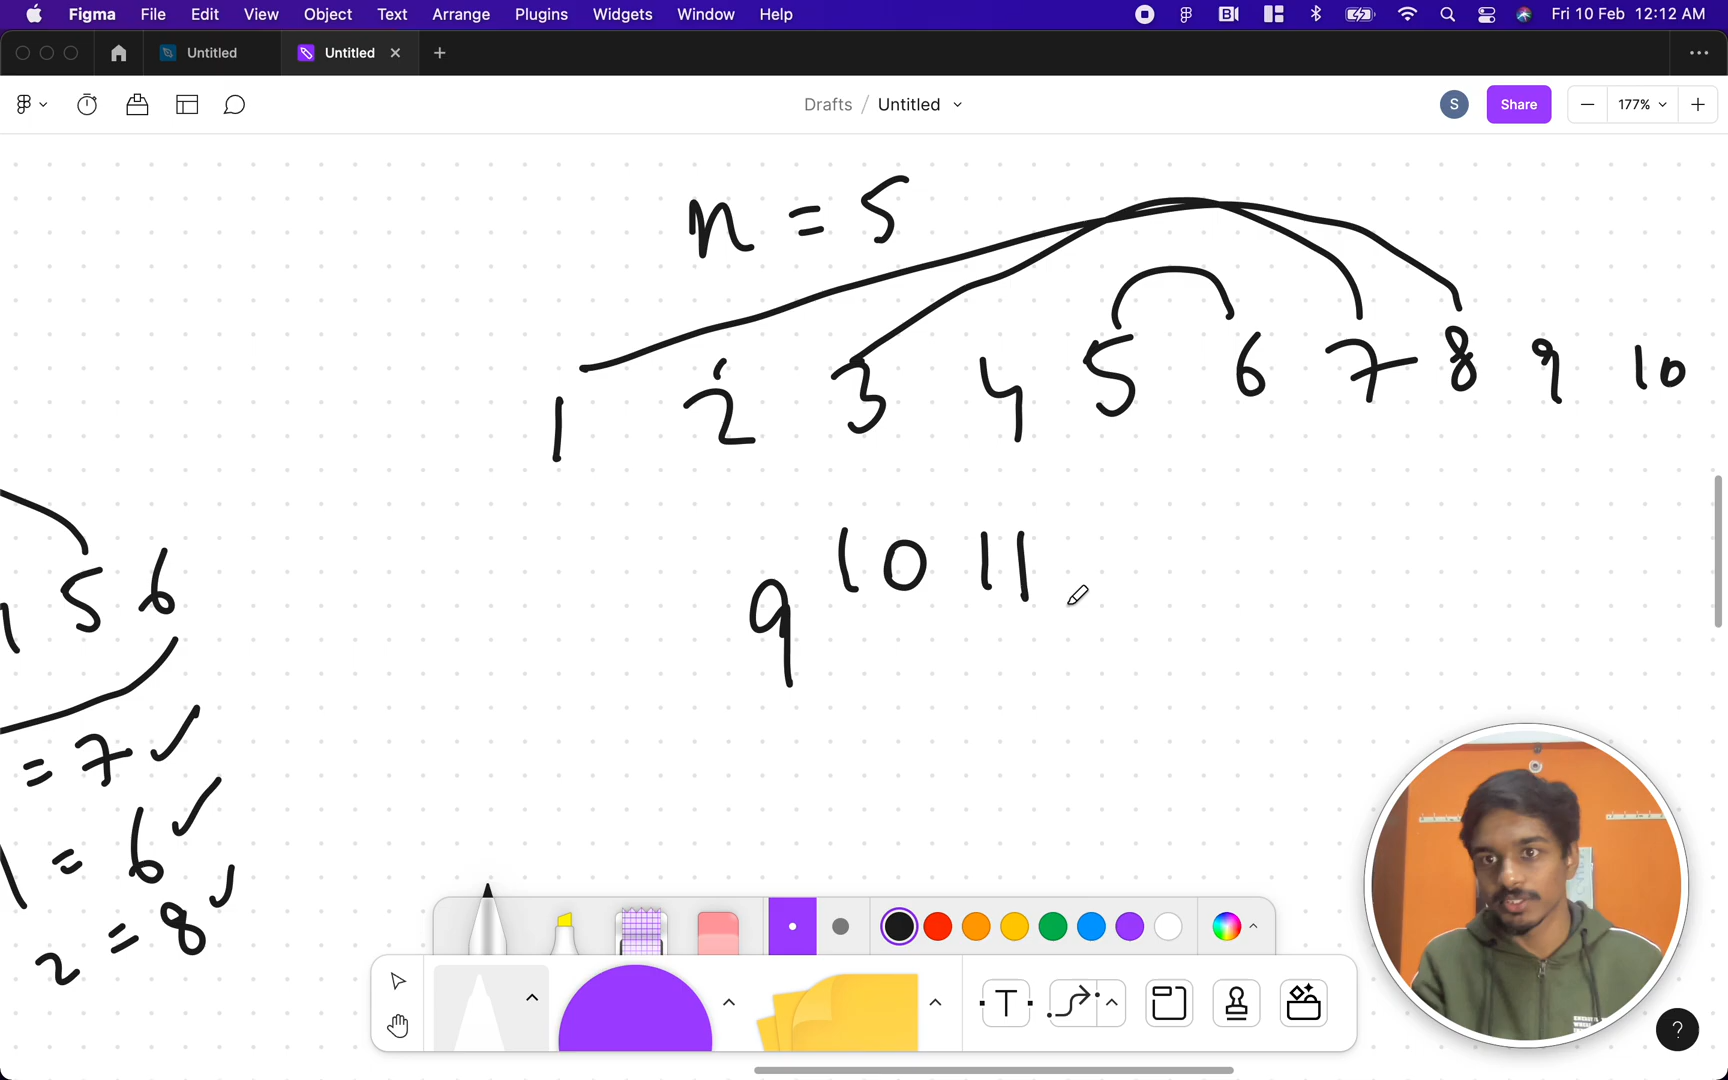 Figma File Edit View Object Text Arrange Plugins Widgets Window Help Fri 10 Feb 12:12 AM
Untitled Untitled
Drafts / Untitled S Share 177%
n = 5
1 2 3 4 5 6 7 8 9 10
9 10 11
5 6
= 7 ✓
= 6 ✓
2 = 8 ✓
T
?